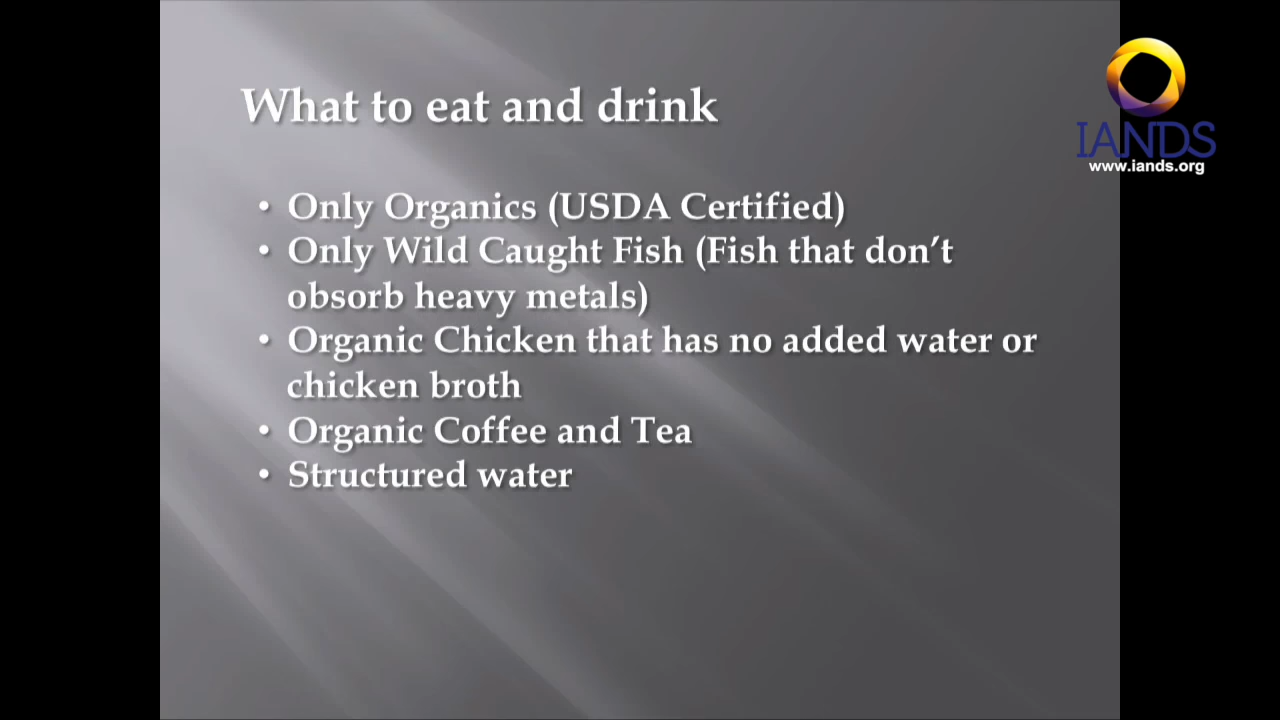 What to eat and drink
IANDS
www.iands.org
• Only Organics (USDA Certified)
• Only Wild Caught Fish (Fish that don’t
obsorb heavy metals)
• Organic Chicken that has no added water or
chicken broth
• Organic Coffee and Tea
• Structured water